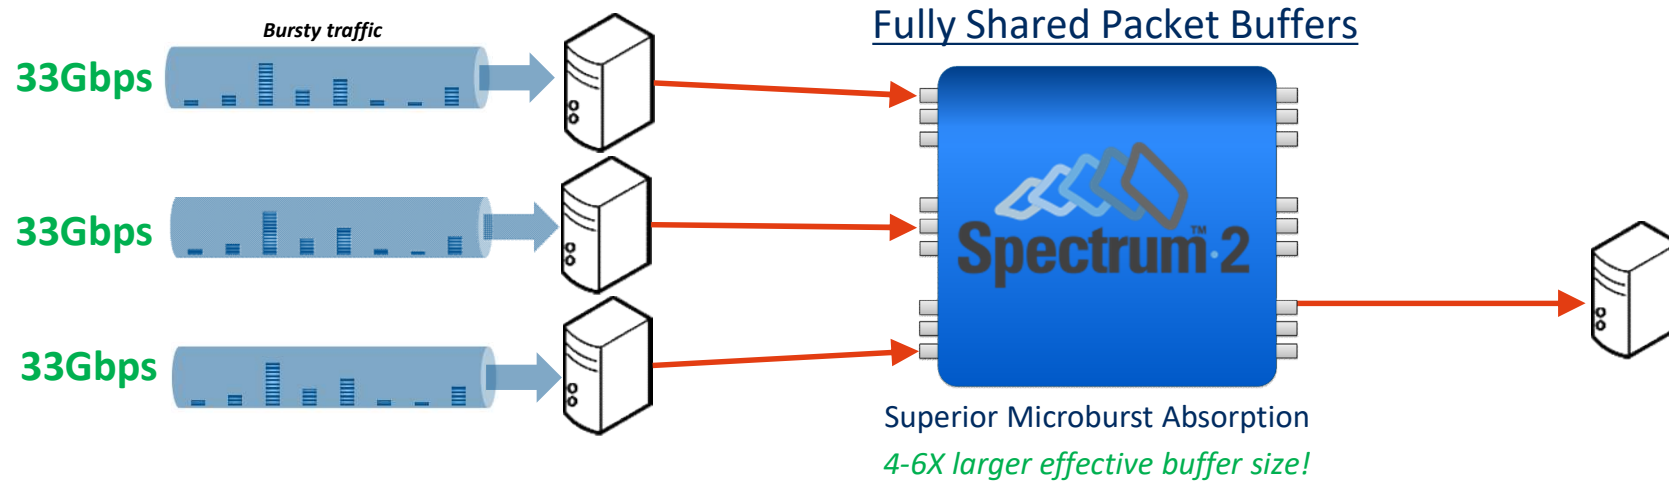 Bursty traffic
Fully Shared Packet Buffers
33Gbps
33Gbps
33Gbps
Spectrum™·2
Superior Microburst Absorption
4-6X larger effective buffer size!